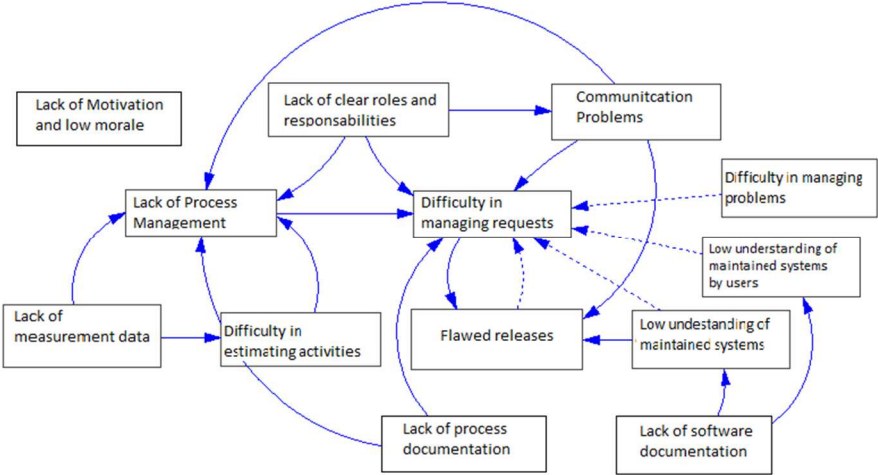 Lack of Motivation
and low morale
Lack of clear roles and
responsabilities
Communitcation
Problems
Difficulty in managing
problems
Lack of Process
Management
Difficulty in
managing requests
Low understanding of
maintained systems
by users
Lack of
measurement data
Difficulty in
estimating activities
Flawed releases
Low undestanding of
maintained systems
Lack of process
documentation
Lack of software
documentation